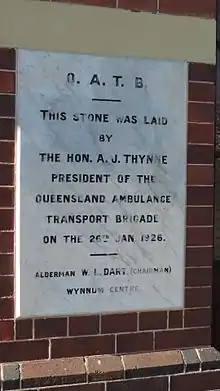 Q. A. T. B.
THIS STONE WAS LAID
BY
THE HON. A. J. THYNNE
PRESIDENT OF THE
QUEENSLAND AMBULANCE
TRANSPORT BRIGADE
ON THE 26TH JAN. 1926.
ALDERMAN W. L. DART. (CHAIRMAN)
WYNNUM CENTRE.